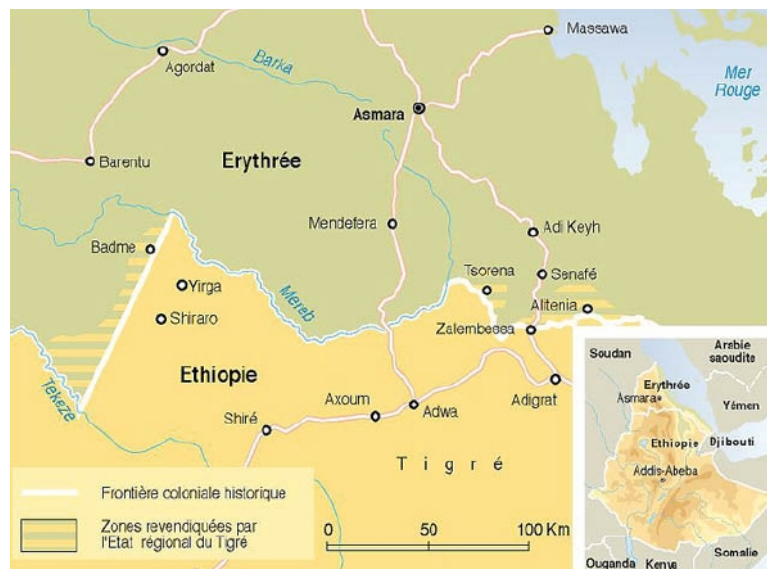 Massawa
Barka
Agordat
Mer
Rouge
Asmara
Barentu
Erythrée
Mendefera
Adi Keyh
Badme
Tsorena
Senafé
Yirga
Mereb
Alitenia
Shiraro
Zalembessa
Ethiopie
Tekeze
Axoum
Adwa
Adigrat
Shiré
Tigré
Frontière coloniale historique
Zones revendiquées par
l'Etat régional du Tigré
0 50 100 Km
Soudan
Arabie
saoudite
Erythrée
Asmara
Yémen
Ethiopie
Djibouti
Addis-Abeba
Somalie
Ouganda
Kenya